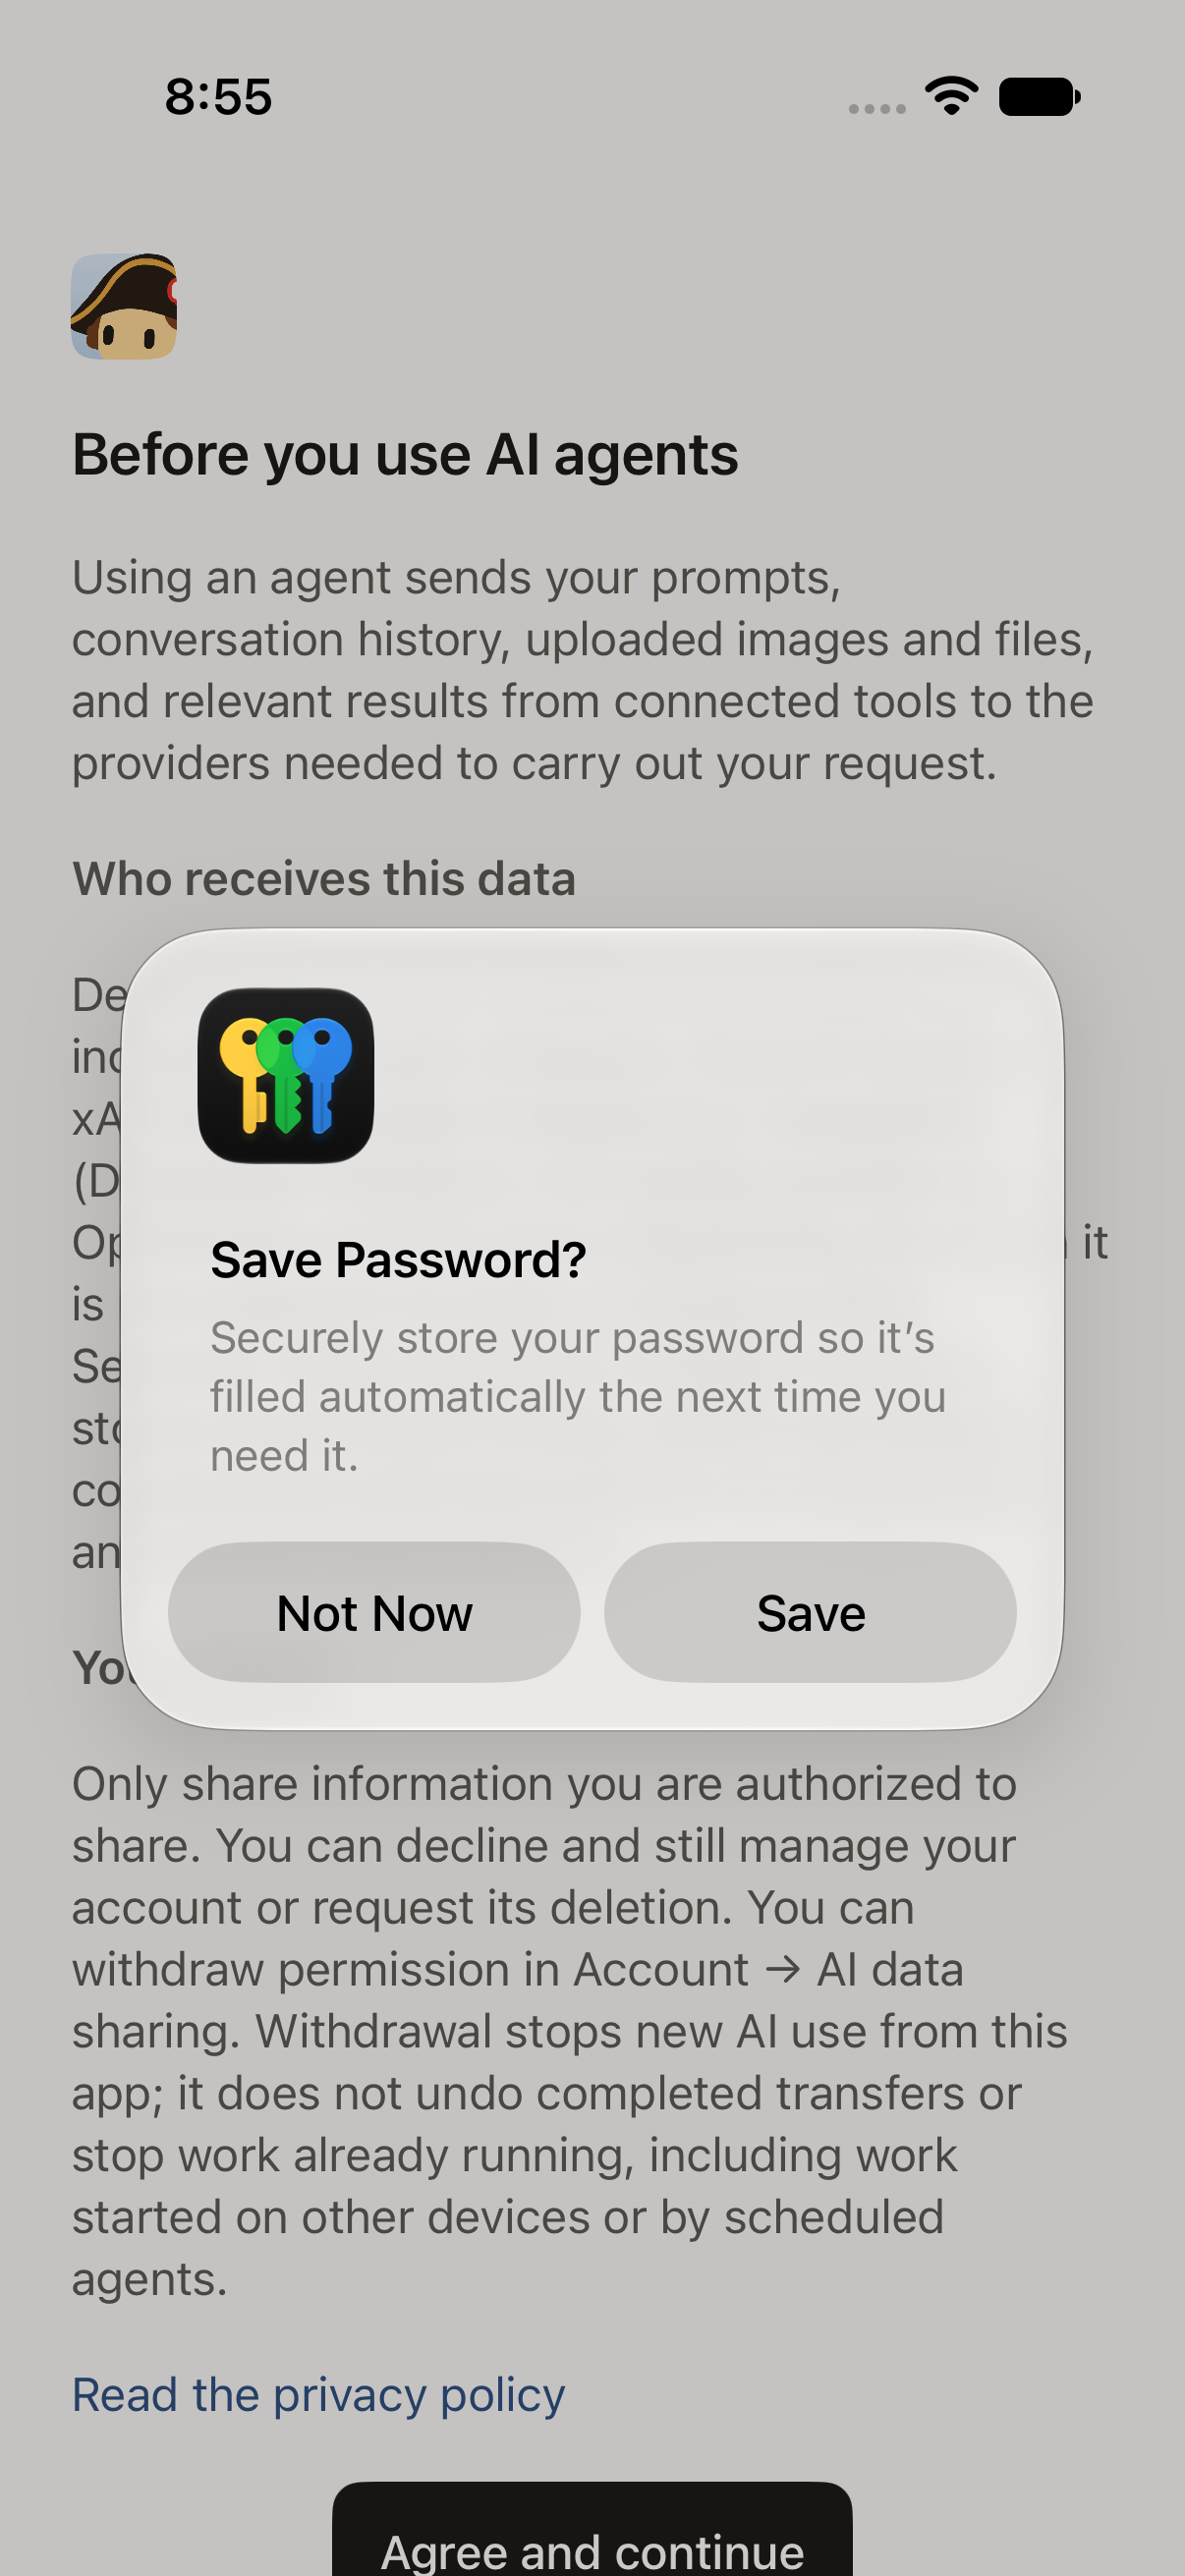 8:55
Before you use AI agents
Using an agent sends your prompts,
conversation history, uploaded images and files,
and relevant results from connected tools to the
providers needed to carry out your request.
Who receives this data
it
is
Save Password?
Securely store your password so it’s
filled automatically the next time you
need it.
Not Now
Save
Only share information you are authorized to
share. You can decline and still manage your
account or request its deletion. You can
withdraw permission in Account → AI data
sharing. Withdrawal stops new AI use from this
app; it does not undo completed transfers or
stop work already running, including work
started on other devices or by scheduled
agents.
Read the privacy policy
Agree and continue